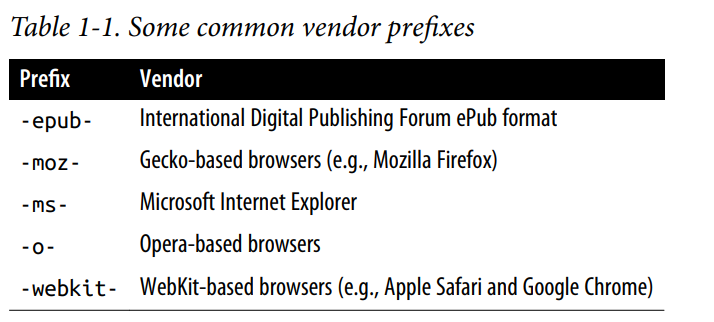 Table 1-1. Some common vendor prefixes
Prefix Vendor
-epub- International Digital Publishing Forum ePub format
-moz- Gecko-based browsers (e.g., Mozilla Firefox)
-ms- Microsoft Internet Explorer
-o- Opera-based browsers
-webkit- WebKit-based browsers (e.g., Apple Safari and Google Chrome)